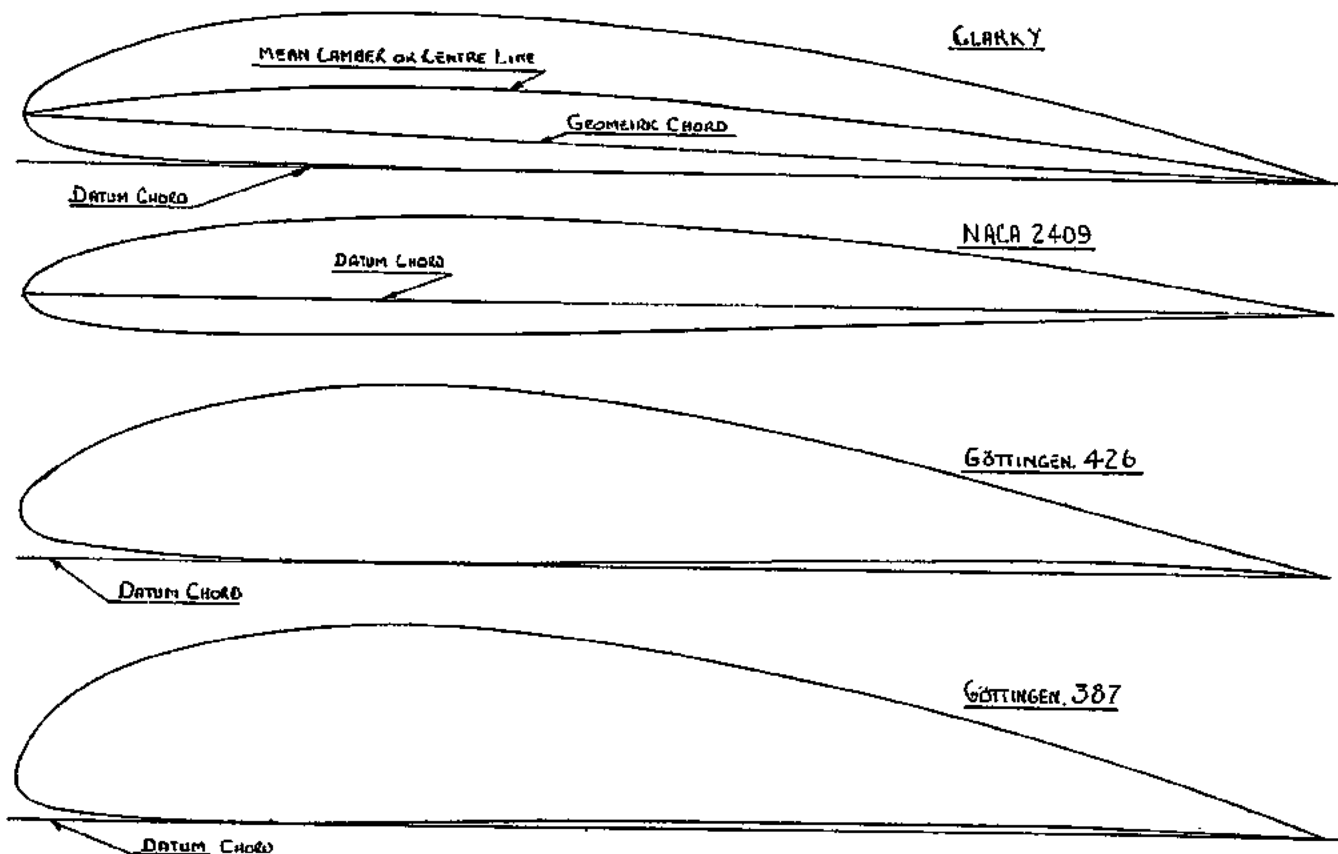 CLARKY
MEAN CAMBER OR CENTRE LINE
GEOMETRIC CHORD
DATUM CHORD
NACA 2409
DATUM CHORD
GÖTTINGEN. 426
DATUM CHORD
GÖTTINGEN. 387
DATUM CHORD